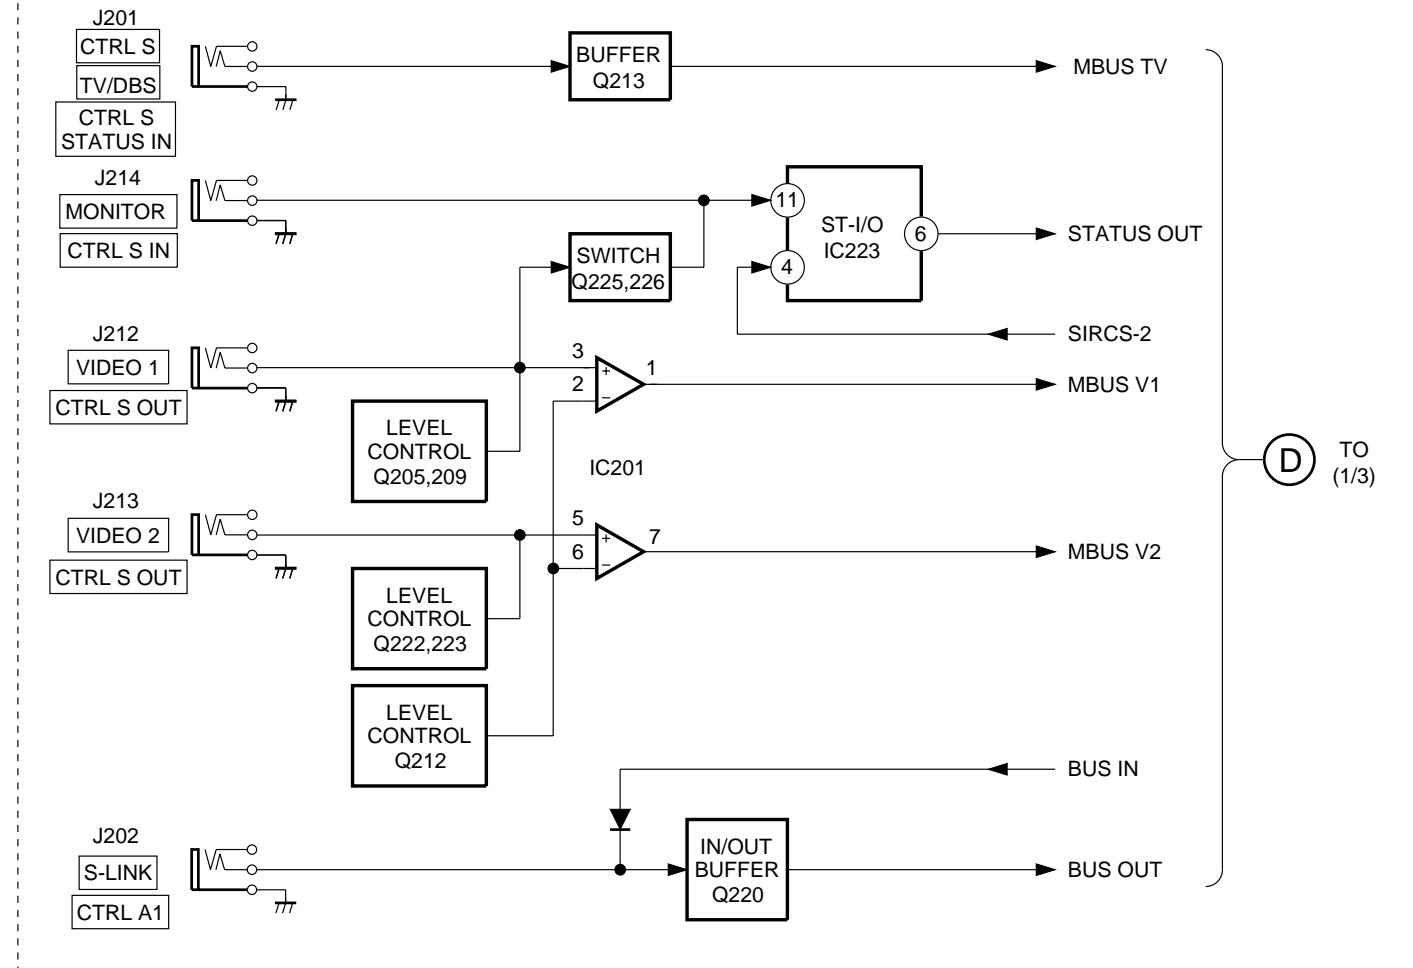 J201
CTRL S
TV/DBS
CTRL S
STATUS IN
BUFFER
Q213
MBUS TV
J214
MONITOR
CTRL S IN
11
ST-I/O
IC223
6
4
STATUS OUT
SWITCH
Q225,226
SIRCS-2
J212
VIDEO 1
CTRL S OUT
3
+
2
−
1
MBUS V1
LEVEL
CONTROL
Q205,209
IC201
D
TO
(1/3)
J213
VIDEO 2
CTRL S OUT
5
+
6
−
7
MBUS V2
LEVEL
CONTROL
Q222,223
LEVEL
CONTROL
Q212
BUS IN
J202
S-LINK
CTRL A1
IN/OUT
BUFFER
Q220
BUS OUT